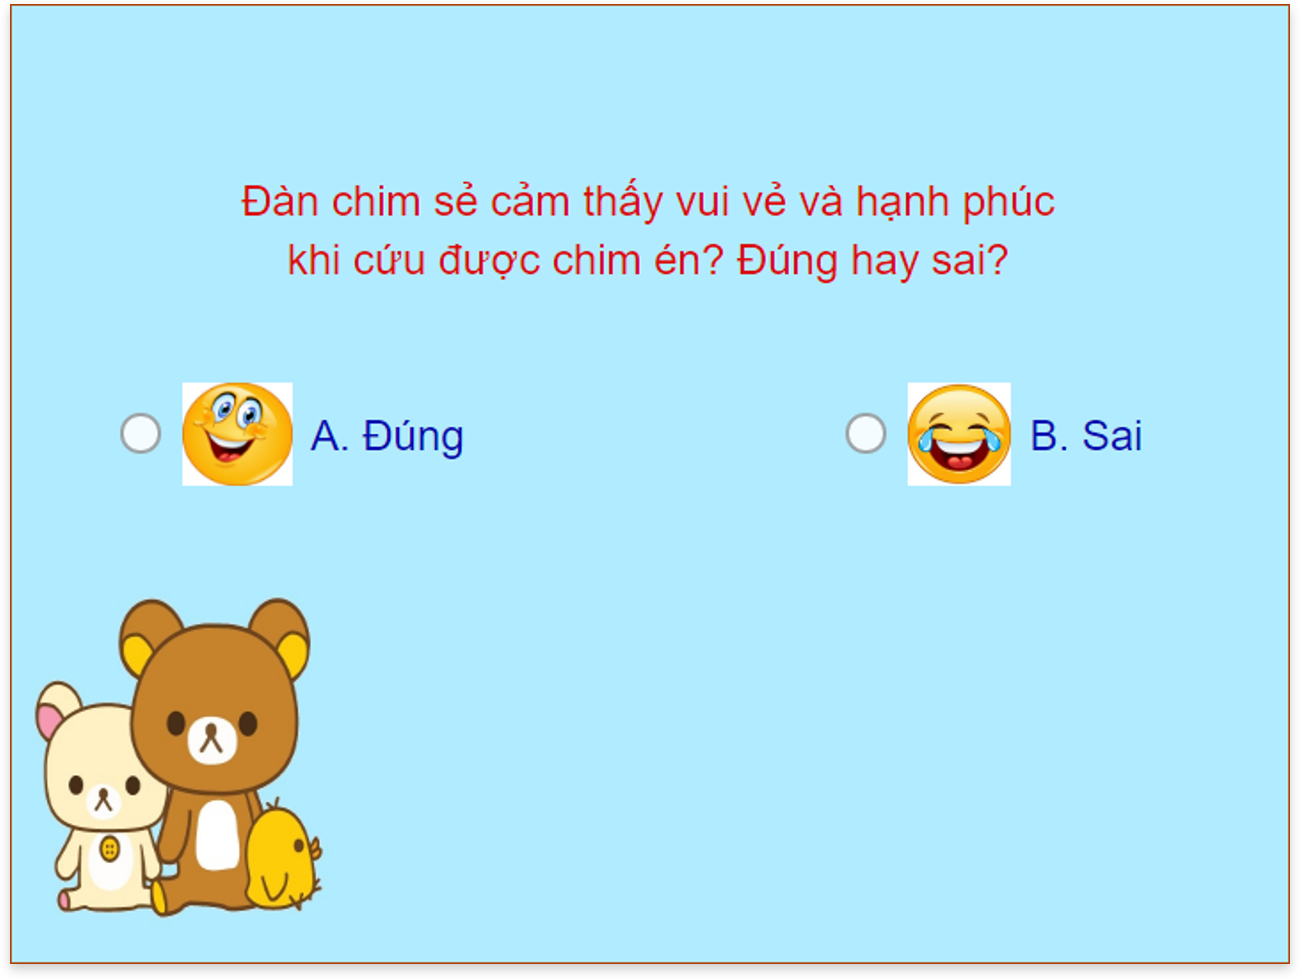 Đàn chim sẻ cảm thấy vui vẻ và hạnh phúc
khi cứu được chim én? Đúng hay sai?
A. Đúng
B. Sai